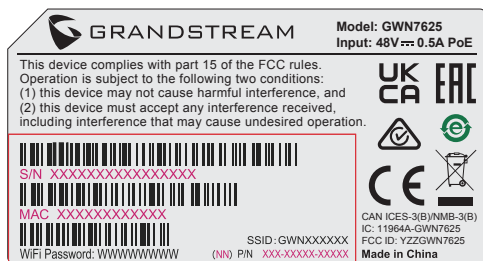 GRANDSTREAM
Model: GWN7625
Input: 48V⎓0.5A PoE
This device complies with part 15 of the FCC rules.
Operation is subject to the following two conditions:
(1) this device may not cause harmful interference, and
(2) this device must accept any interference received,
including interference that may cause undesired operation.
UK
CA
EAC
S/N XXXXXXXXXXXXXXXX
MAC XXXXXXXXXXXX
WiFi Password: WWWWWWWWW
SSID:GWNXXXXXX
(NN) P/N XXX-XXXXX-XXXXX
e
CE
CAN ICES-3(B)/NMB-3(B)
IC: 11964A-GWN7625
FCC ID: YZZGWN7625
Made in China